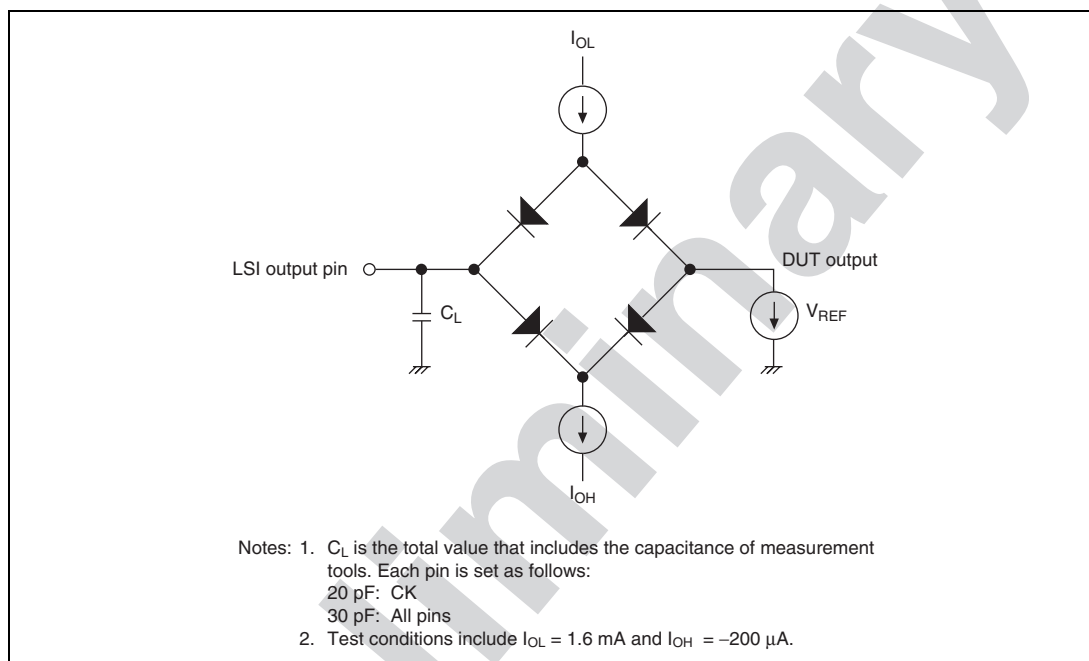 I_OL
LSI output pin
DUT output
C_L
V_REF
I_OH
Notes: 1. C_L is the total value that includes the capacitance of measurement
tools. Each pin is set as follows:
20 pF: CK
30 pF: All pins
2. Test conditions include I_OL = 1.6 mA and I_OH = −200 μA.
liminary